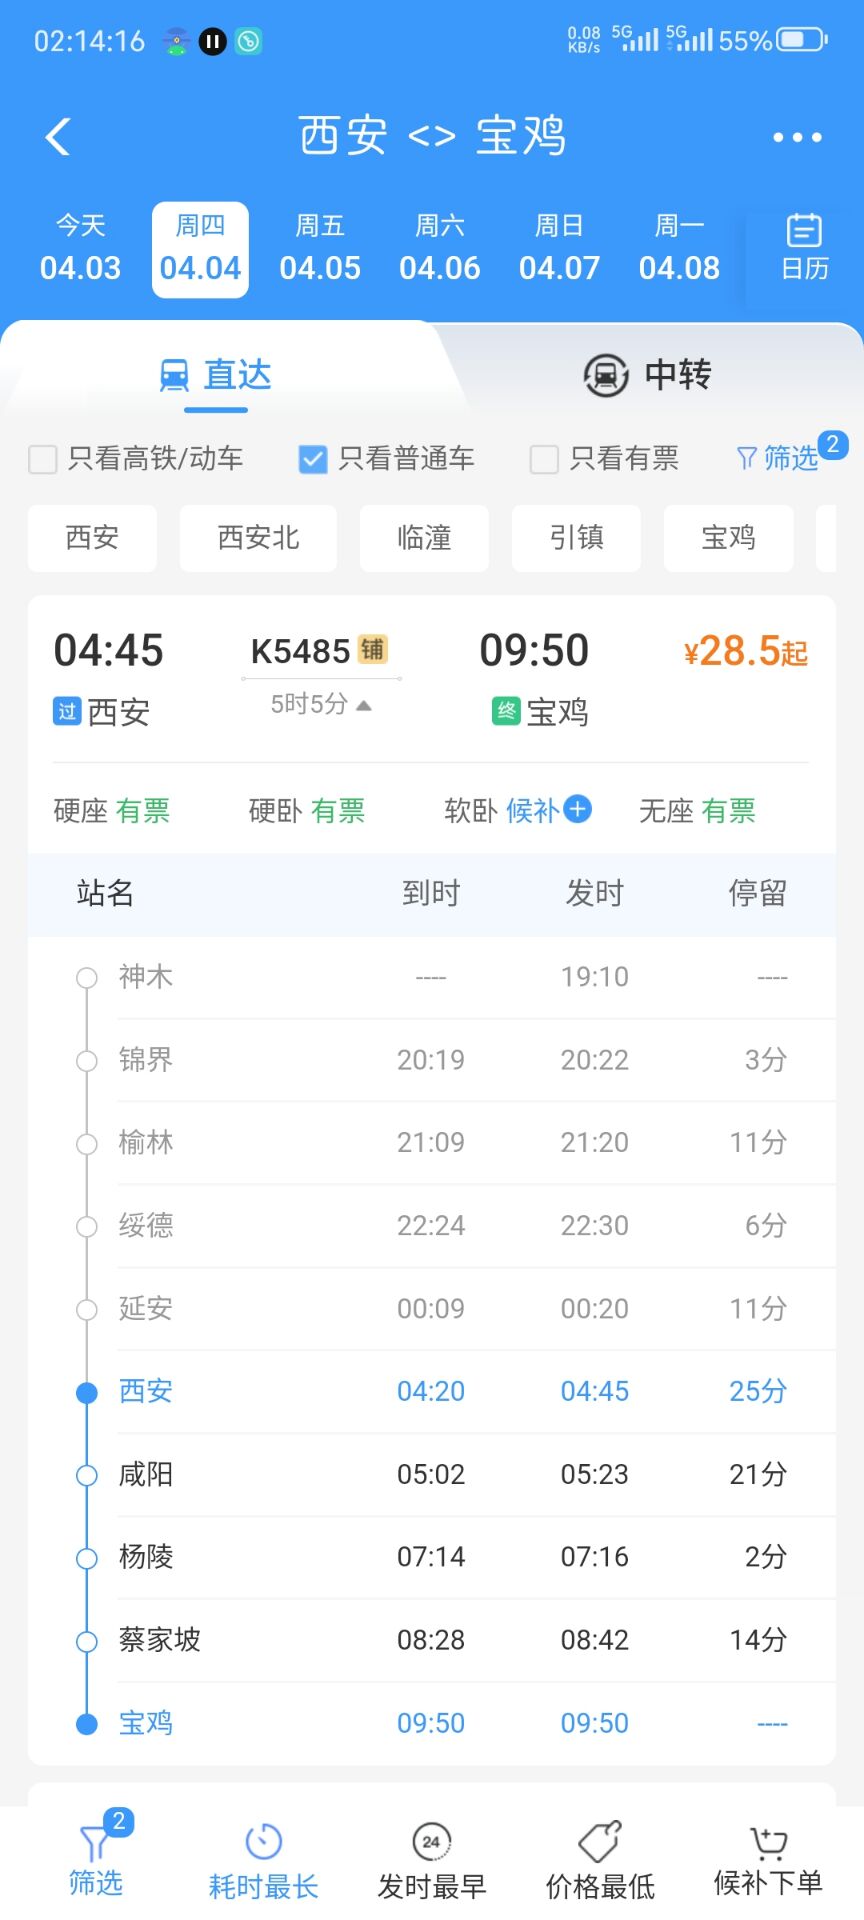 02:14:16 0.08 KB/s 5G 5G 55%
西安 <> 宝鸡
今天 周四 周五 周六 周日 周一
04.03 04.04 04.05 04.06 04.07 04.08 日历
直达 中转
只看高铁/动车 只看普通车 只看有票 筛选 2
西安 西安北 临潼 引镇 宝鸡
04:45 K5485 铺 09:50 ¥28.5起
过 西安 5时5分 终 宝鸡
硬座 有票 硬卧 有票 软卧 候补 无座 有票
站名 到时 发时 停留
神木 ---- 19:10 ----
锦界 20:19 20:22 3分
榆林 21:09 21:20 11分
绥德 22:24 22:30 6分
延安 00:09 00:20 11分
西安 04:20 04:45 25分
咸阳 05:02 05:23 21分
杨陵 07:14 07:16 2分
蔡家坡 08:28 08:42 14分
宝鸡 09:50 09:50 ----
2 24
筛选 耗时最长 发时最早 价格最低 候补下单